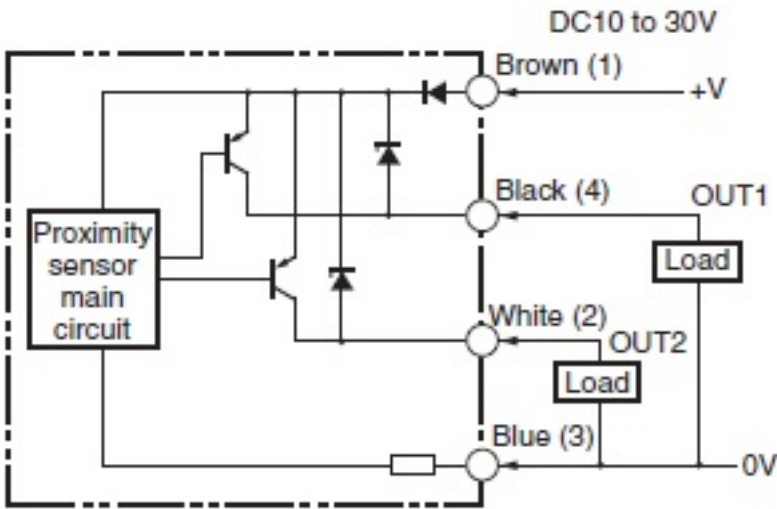 DC10 to 30V
Brown (1)
+V
Black (4)
OUT1
Proximity
sensor
main
circuit
Load
White (2)
OUT2
Load
Blue (3)
0V